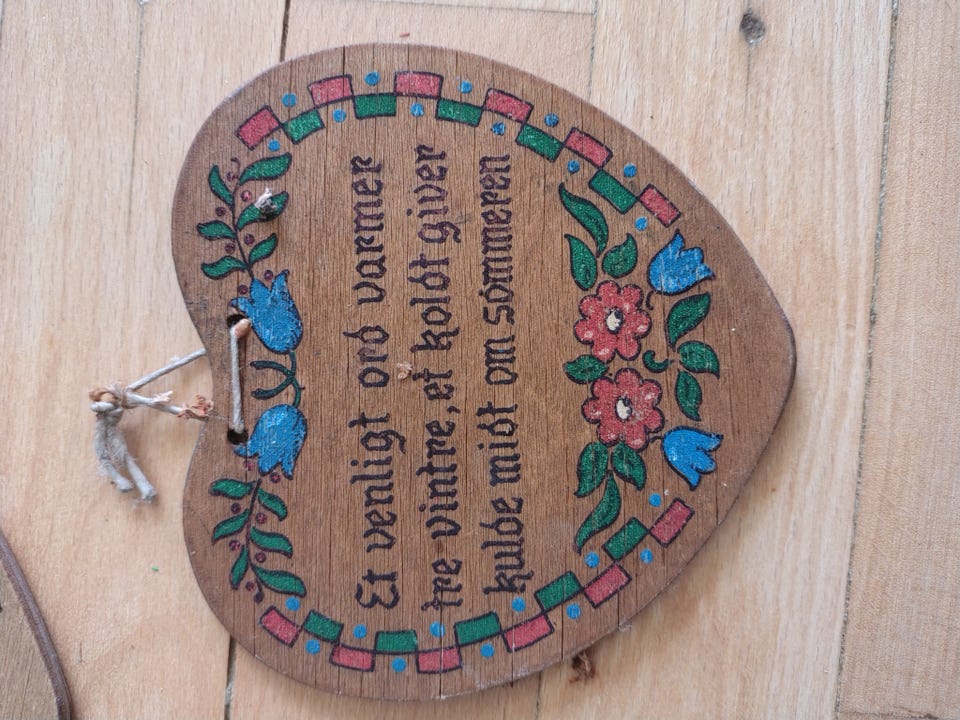 Et venligt ord varmer
tre vintre, et koldt giver
kulde midt om sommeren